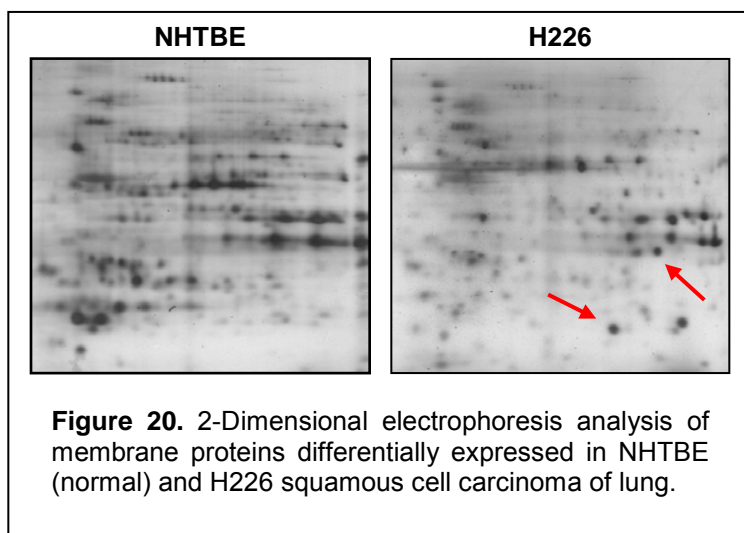 NHTBE H226
Figure 20. 2-Dimensional electrophoresis analysis of
membrane proteins differentially expressed in NHTBE
(normal) and H226 squamous cell carcinoma of lung.